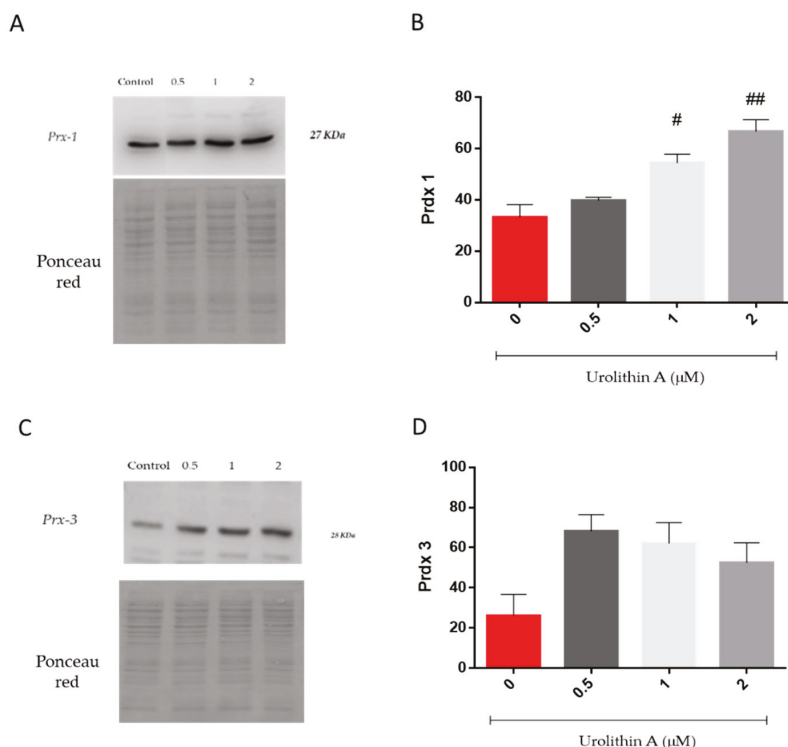 A
Control 0.5 1 2
Prx-1
27 KDa
Ponceau
red
B
Prdx 1
80
60
40
20
0
#
##
0 0.5 1 2
Urolithin A (μM)
C
Control 0.5 1 2
Prx-3
28 KDa
Ponceau
red
D
Prdx 3
100
80
60
40
20
0
0 0.5 1 2
Urolithin A (μM)